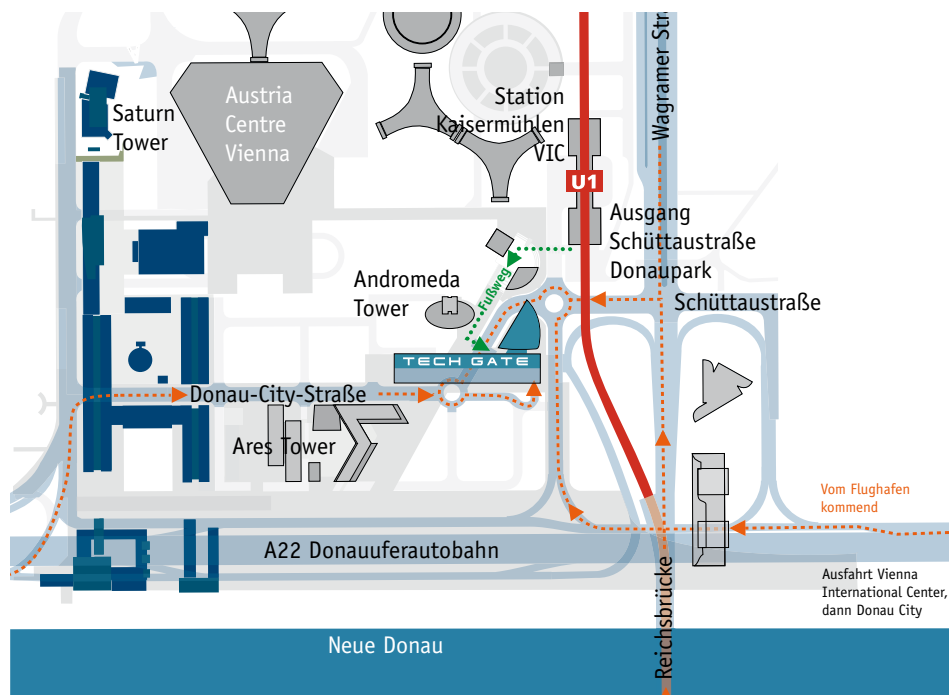 Austria
Centre
Vienna
Saturn
Tower
Station
Kaisermühlen
VIC
Wagramer Str
U1
Ausgang
Schüttaustraße
Donaupark
Andromeda
Tower
Fußweg
Schüttaustraße
TECH GATE
Donau-City-Straße
Ares Tower
Vom Flughafen
kommend
A22 Donauuferautobahn
Ausfahrt Vienna
International Center,
dann Donau City
Reichsbrücke
Neue Donau